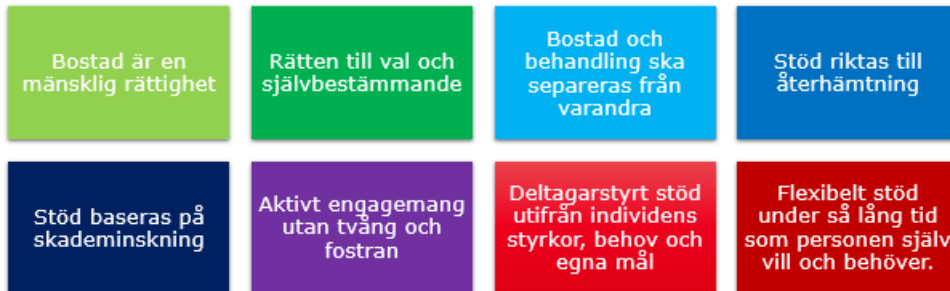 Bostad är en
mänsklig rättighet
Rätten till val och
självbestämmande
Bostad och
behandling ska
separeras från
varandra
Stöd riktas till
återhämtning
Stöd baseras på
skademinskning
Aktivt engagemang
utan tvång och
fostran
Deltagarstyrt stöd
utifrån individens
styrkor, behov och
egna mål
Flexibelt stöd
under så lång tid
som personen själv
vill och behöver.